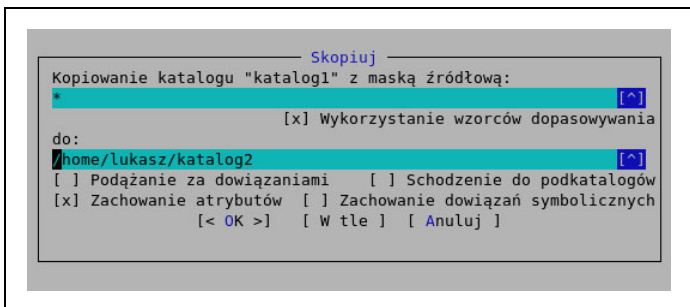 Skopiuj
Kopiowanie katalogu "katalog1" z maską źródłową:
* [^]
[x] Wykorzystanie wzorców dopasowywania
do:
/home/lukasz/katalog2 [^]
[ ] Podążanie za dowiązaniami [ ] Schodzenie do podkatalogów
[x] Zachowanie atrybutów [ ] Zachowanie dowiązań symbolicznych
[< OK >] [ W tle ] [ Anuluj ]